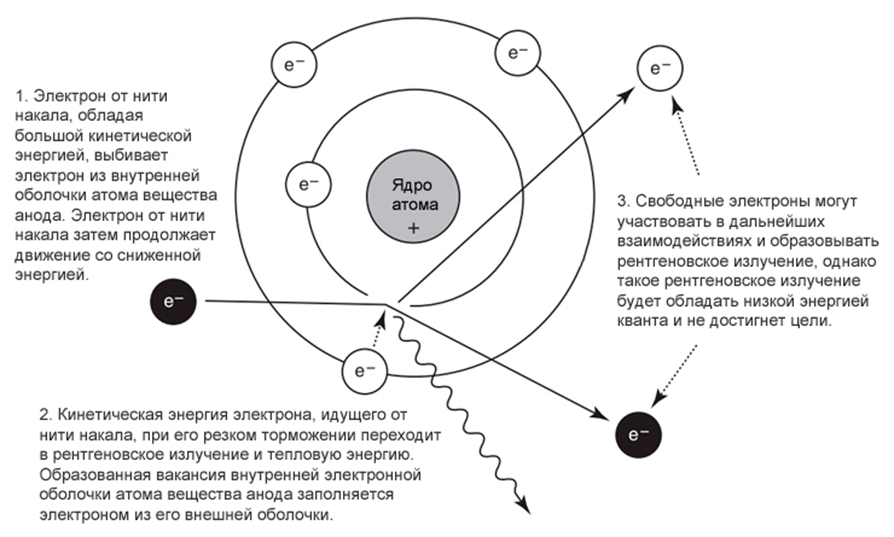 e–
e–
e–
1. Электрон от нити
накала, обладая
большой кинетической
энергией, выбивает
электрон из внутренней
оболочки атома вещества
анода. Электрон от нити
накала затем продолжает
движение со сниженной
энергией.
e–
Ядро
атома
+
3. Свободные электроны могут
участвовать в дальнейших
взаимодействиях и образовывать
рентгеновское излучение, однако
такое рентгеновское излучение
будет обладать низкой энергией
кванта и не достигнет цели.
e–
e–
2. Кинетическая энергия электрона, идущего от
нити накала, при его резком торможении переходит
в рентгеновское излучение и тепловую энергию.
Образованная вакансия внутренней электронной
оболочки атома вещества анода заполняется
электроном из его внешней оболочки.
e–